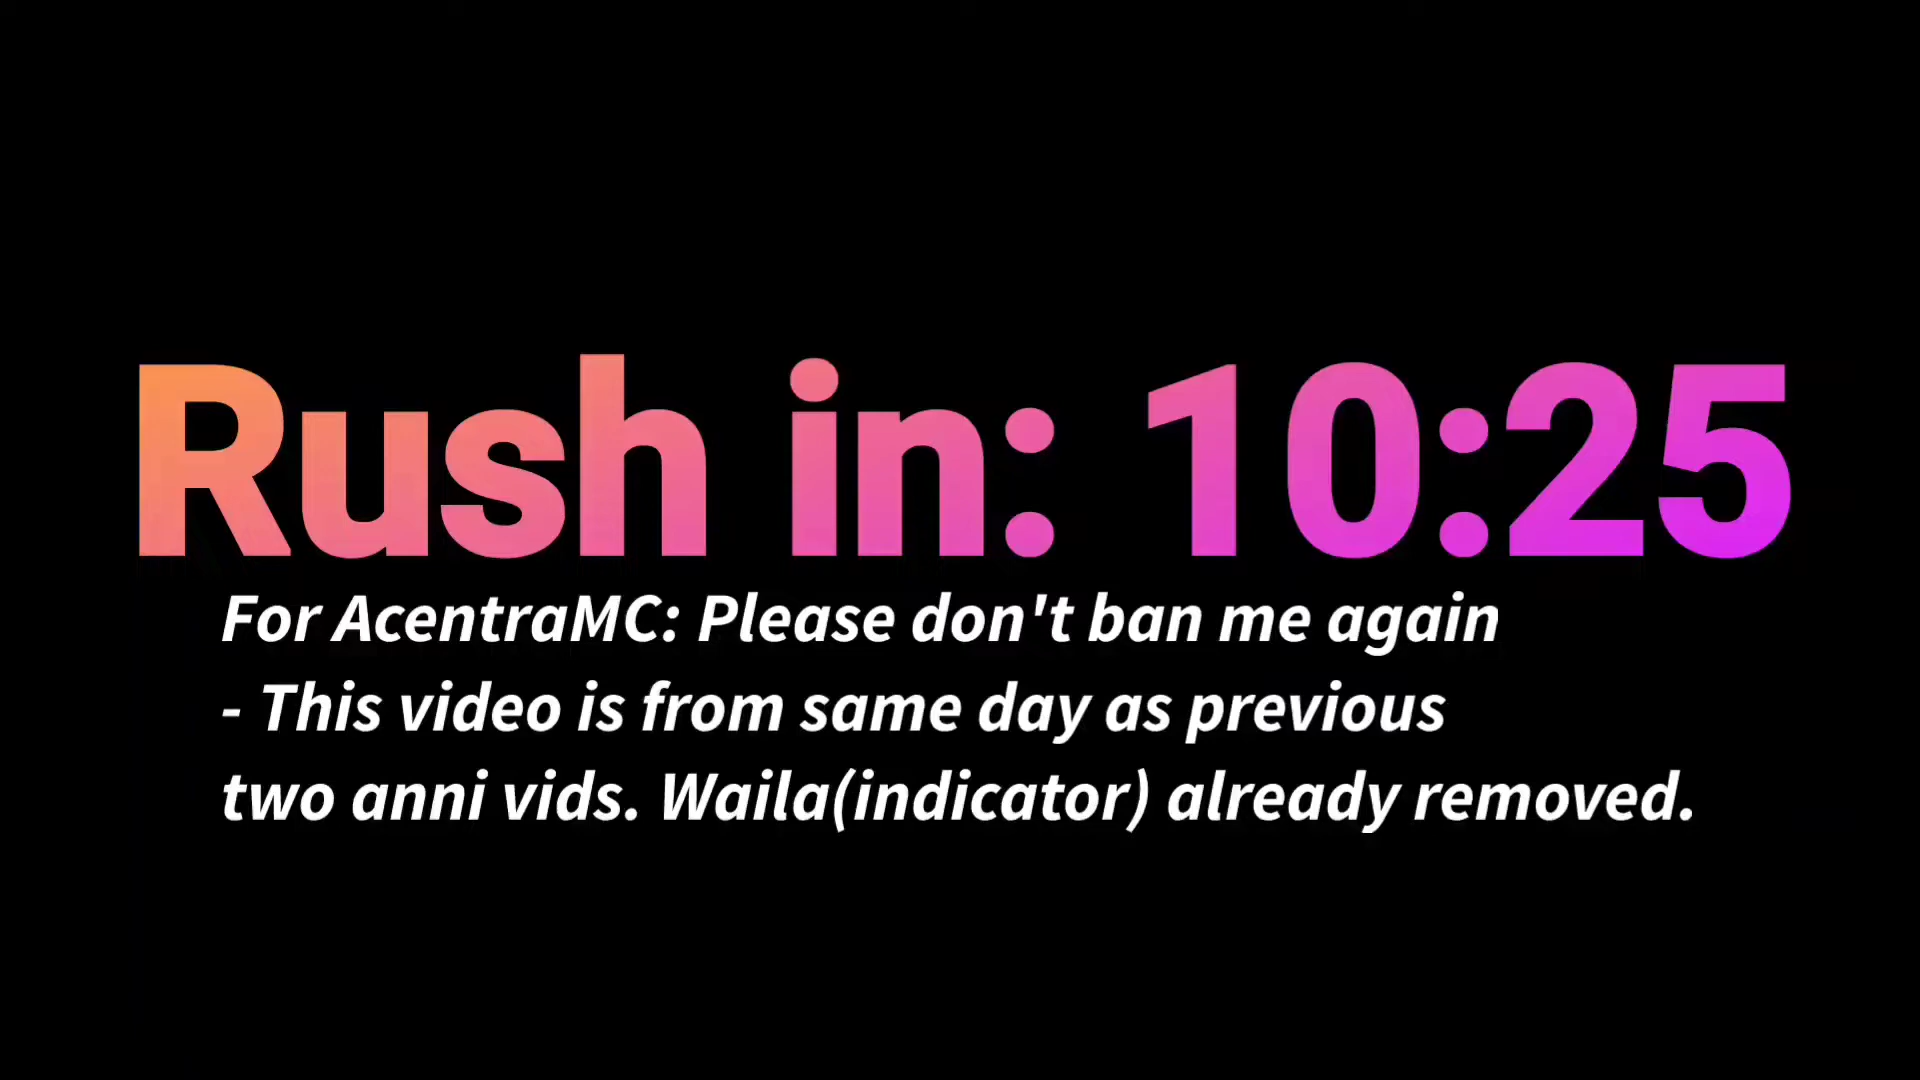 Rush in: 10:25
For AcentraMC: Please don't ban me again
- This video is from same day as previous
two anni vids. Waila(indicator) already removed.